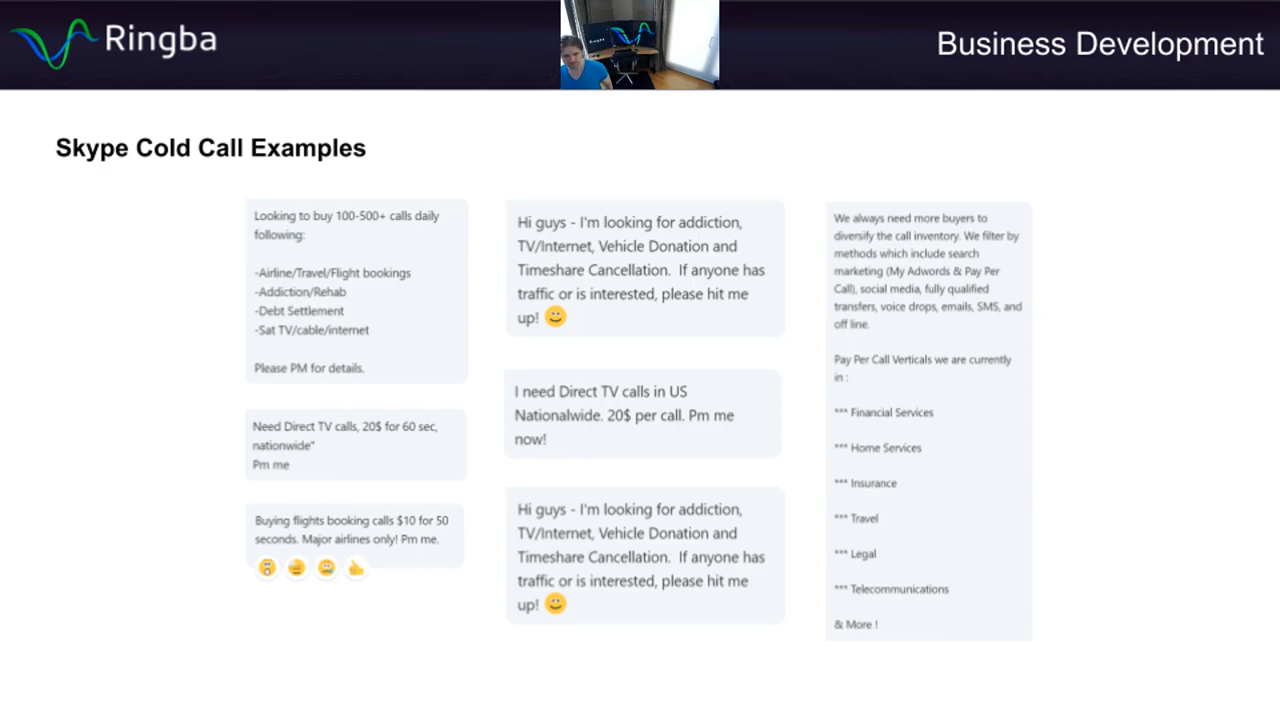 Ringba
Business Development
Skype Cold Call Examples
Looking to buy 100-500+ calls daily
following:
-Airline/Travel/Flight bookings
-Addiction/Rehab
-Debt Settlement
-Sat TV/cable/internet
Please PM for details.
Need Direct TV calls, 20$ for 60 sec,
nationwide"
Pm me
Buying flights booking calls $10 for 50
seconds. Major airlines only! Pm me.
Hi guys - I'm looking for addiction,
TV/Internet, Vehicle Donation and
Timeshare Cancellation. If anyone has
traffic or is interested, please hit me
up!
I need Direct TV calls in US
Nationalwide. 20$ per call. Pm me
now!
Hi guys - I'm looking for addiction,
TV/Internet, Vehicle Donation and
Timeshare Cancellation. If anyone has
traffic or is interested, please hit me
up!
We always need more buyers to
diversify the call inventory. We filter by
methods which include search
marketing (My Adwords & Pay Per
Call), social media, fully qualified
transfers, voice drops, emails, SMS, and
off line.
Pay Per Call Verticals we are currently
in :
*** Financial Services
*** Home Services
*** Insurance
*** Travel
*** Legal
*** Telecommunications
& More !